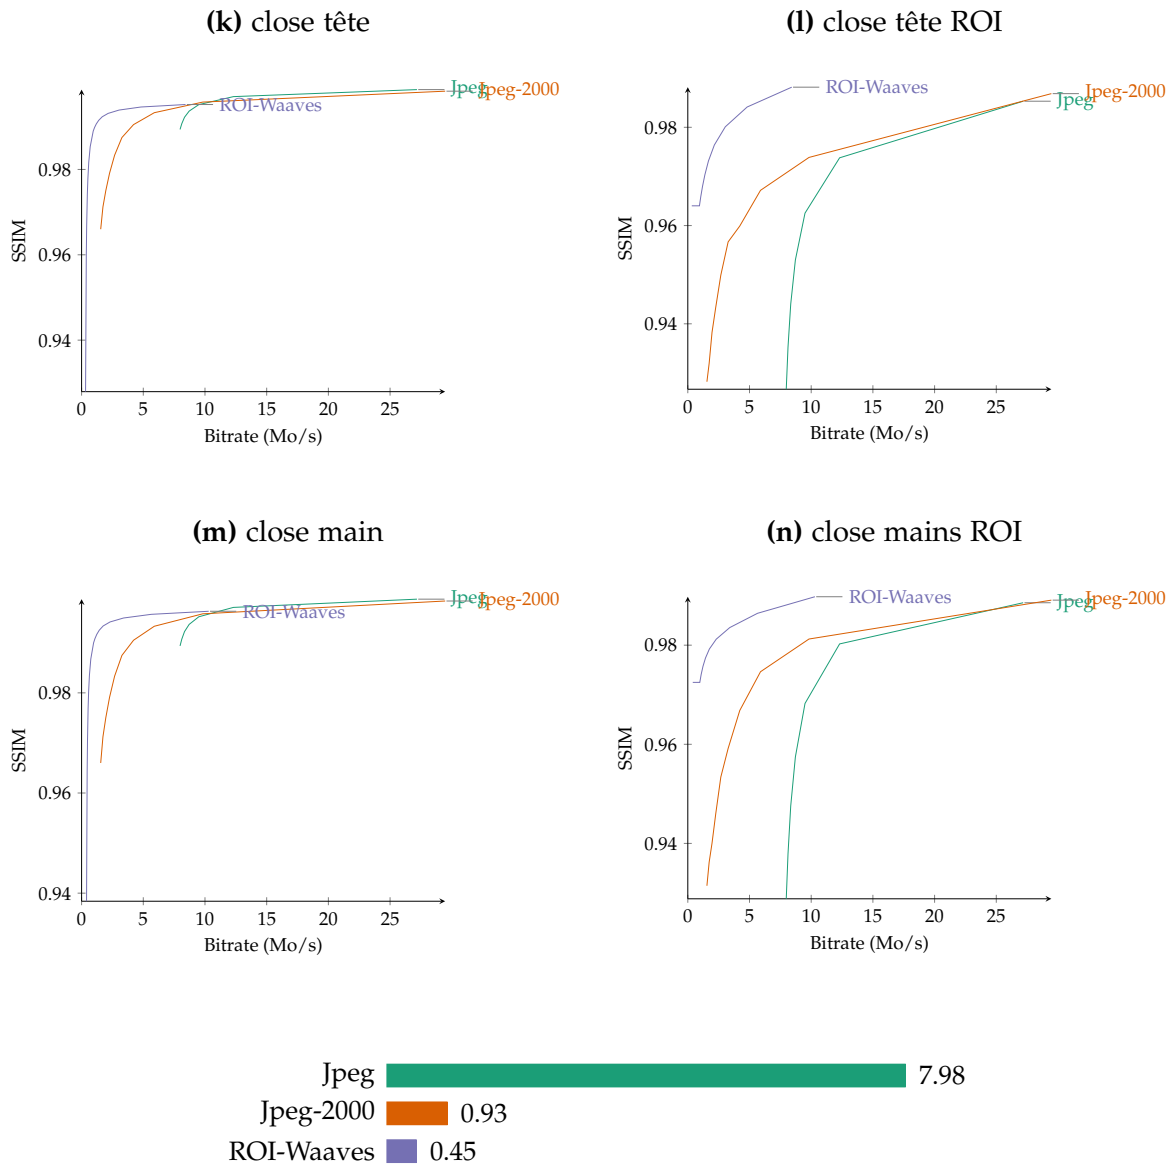 (k) close tête
Jpeg
Jpeg-2000
ROI-Waaves
0.98
0.96
0.94
SSIM
0 5 10 15 20 25
Bitrate (Mo/s)
(l) close tête ROI
ROI-Waaves
Jpeg-2000
Jpeg
0.98
0.96
0.94
SSIM
0 5 10 15 20 25
Bitrate (Mo/s)
(m) close main
Jpeg
Jpeg-2000
ROI-Waaves
0.98
0.96
0.94
SSIM
0 5 10 15 20 25
Bitrate (Mo/s)
(n) close mains ROI
ROI-Waaves
Jpeg-2000
Jpeg
0.98
0.96
0.94
SSIM
0 5 10 15 20 25
Bitrate (Mo/s)
Jpeg 7.98
Jpeg-2000 0.93
ROI-Waaves 0.45